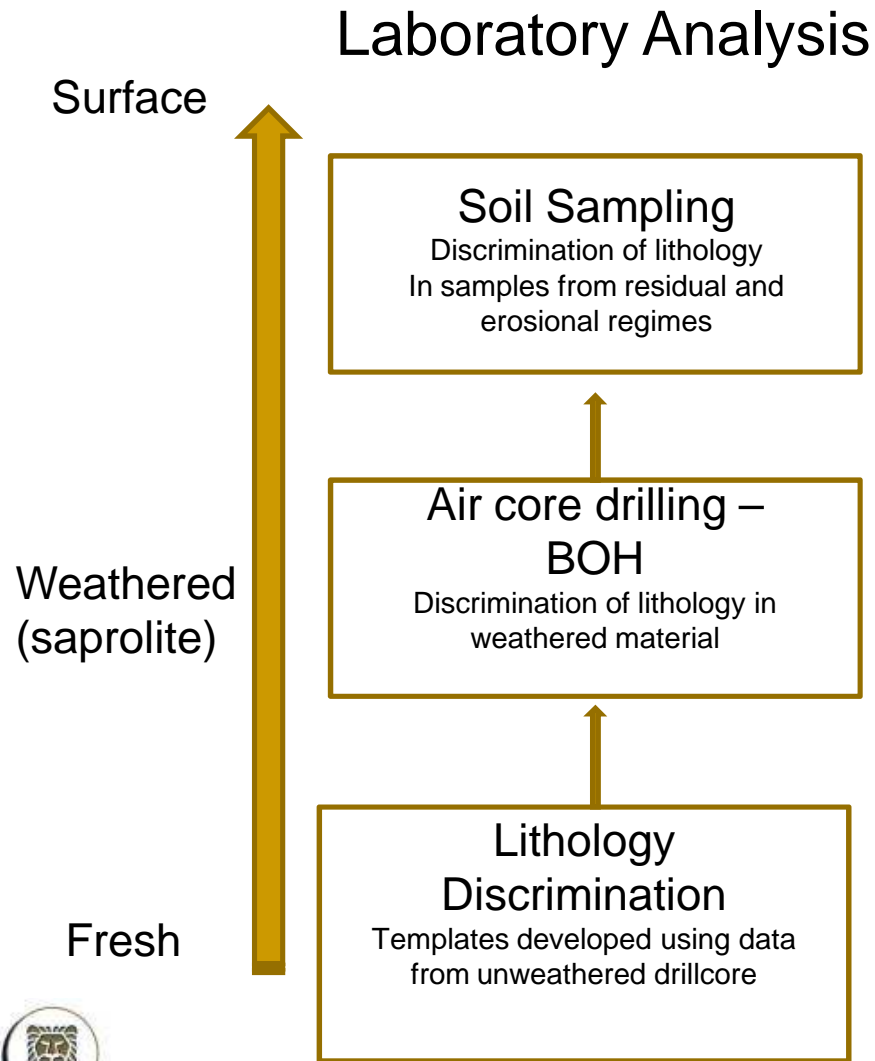 Laboratory Analysis
Surface
Soil Sampling
Discrimination of lithology
In samples from residual and
erosional regimes
Air core drilling –
BOH
Discrimination of lithology in
weathered material
Weathered
(saprolite)
Lithology
Discrimination
Templates developed using data
from unweathered drillcore
Fresh